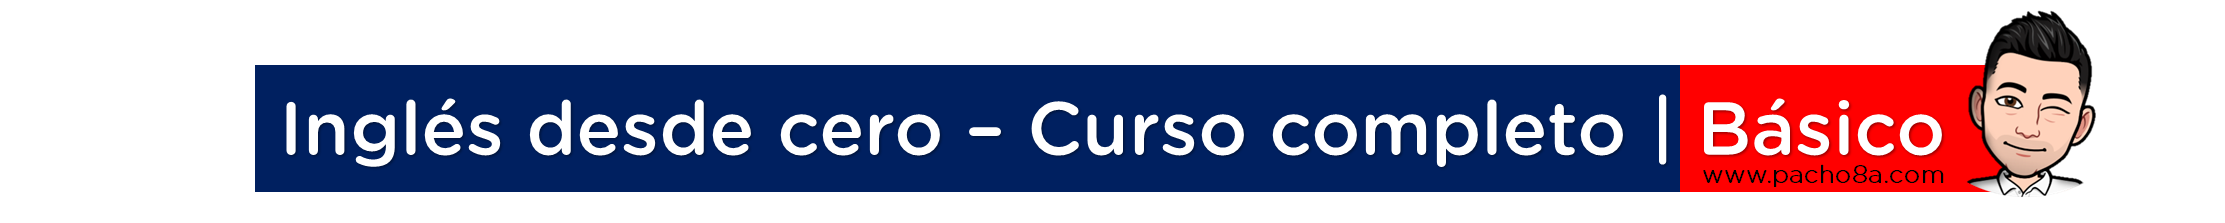 Inglés desde cero – Curso completo | Básico
www.pacho8a.com